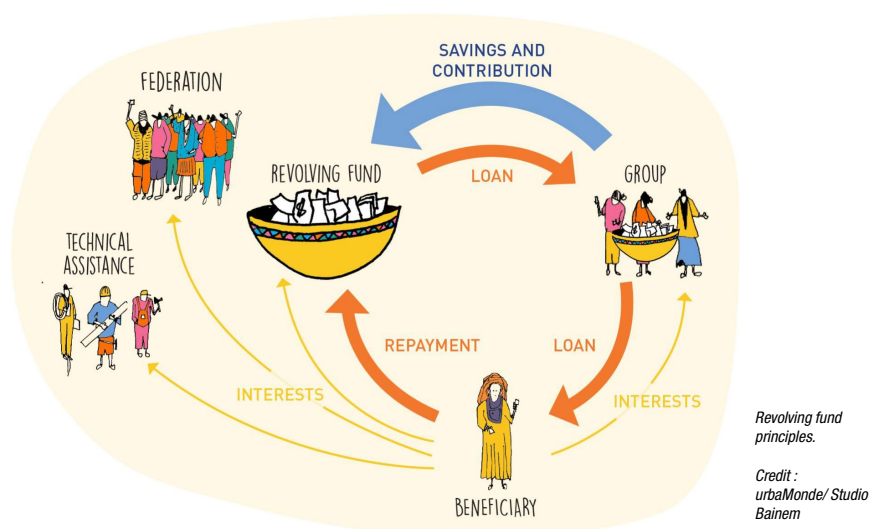 SAVINGS AND
CONTRIBUTION
FEDERATION
REVOLVING FUND
LOAN
GROUP
TECHNICAL
ASSISTANCE
REPAYMENT
LOAN
INTERESTS
INTERESTS
BENEFICIARY
Revolving fund
principles.
Credit :
urbaMonde/ Studio
Bainem